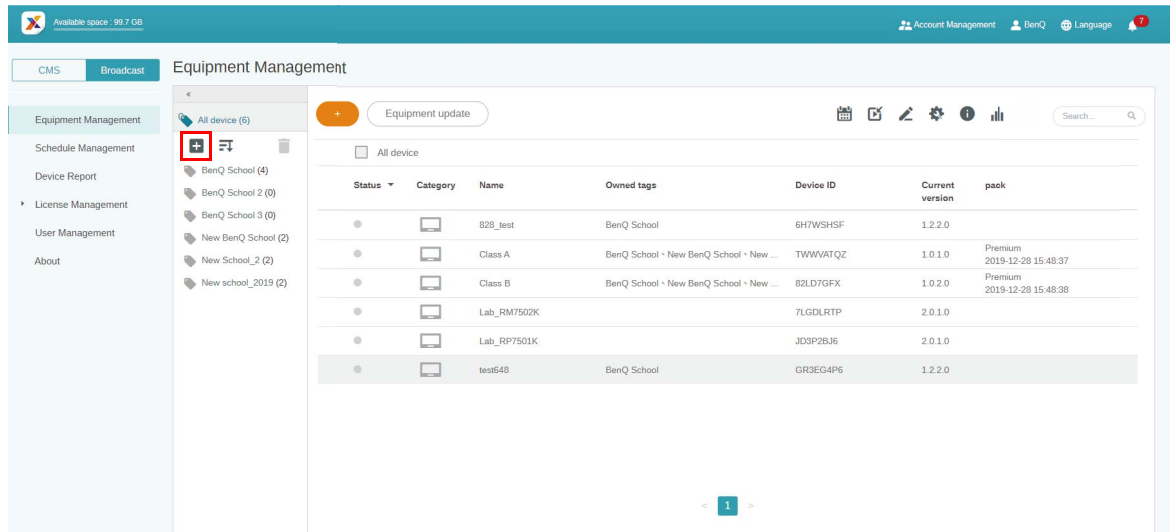 Available space : 99.7 GB
Account Management
BenQ
Language
7
CMS
Broadcast
Equipment Management
Equipment Management
Schedule Management
Device Report
License Management
User Management
About
«
All device (6)
BenQ School (4)
BenQ School 2 (0)
BenQ School 3 (0)
New BenQ School (2)
New School_2 (2)
New school_2019 (2)
+
Equipment update
Search...
All device
Status Category Name Owned tags Device ID Current version pack
828_test BenQ School 6H7WSHSF 1.2.2.0
Class A BenQ School、New BenQ School、New ... TWWVATQZ 1.0.1.0 Premium
2019-12-28 15:48:37
Class B BenQ School、New BenQ School、New ... 82LD7GFX 1.0.2.0 Premium
2019-12-28 15:48:38
Lab_RM7502K 7LGDLRTP 2.0.1.0
Lab_RP7501K JD3P2BJ6 2.0.1.0
test648 BenQ School GR3EG4P6 1.2.2.0
< 1 >